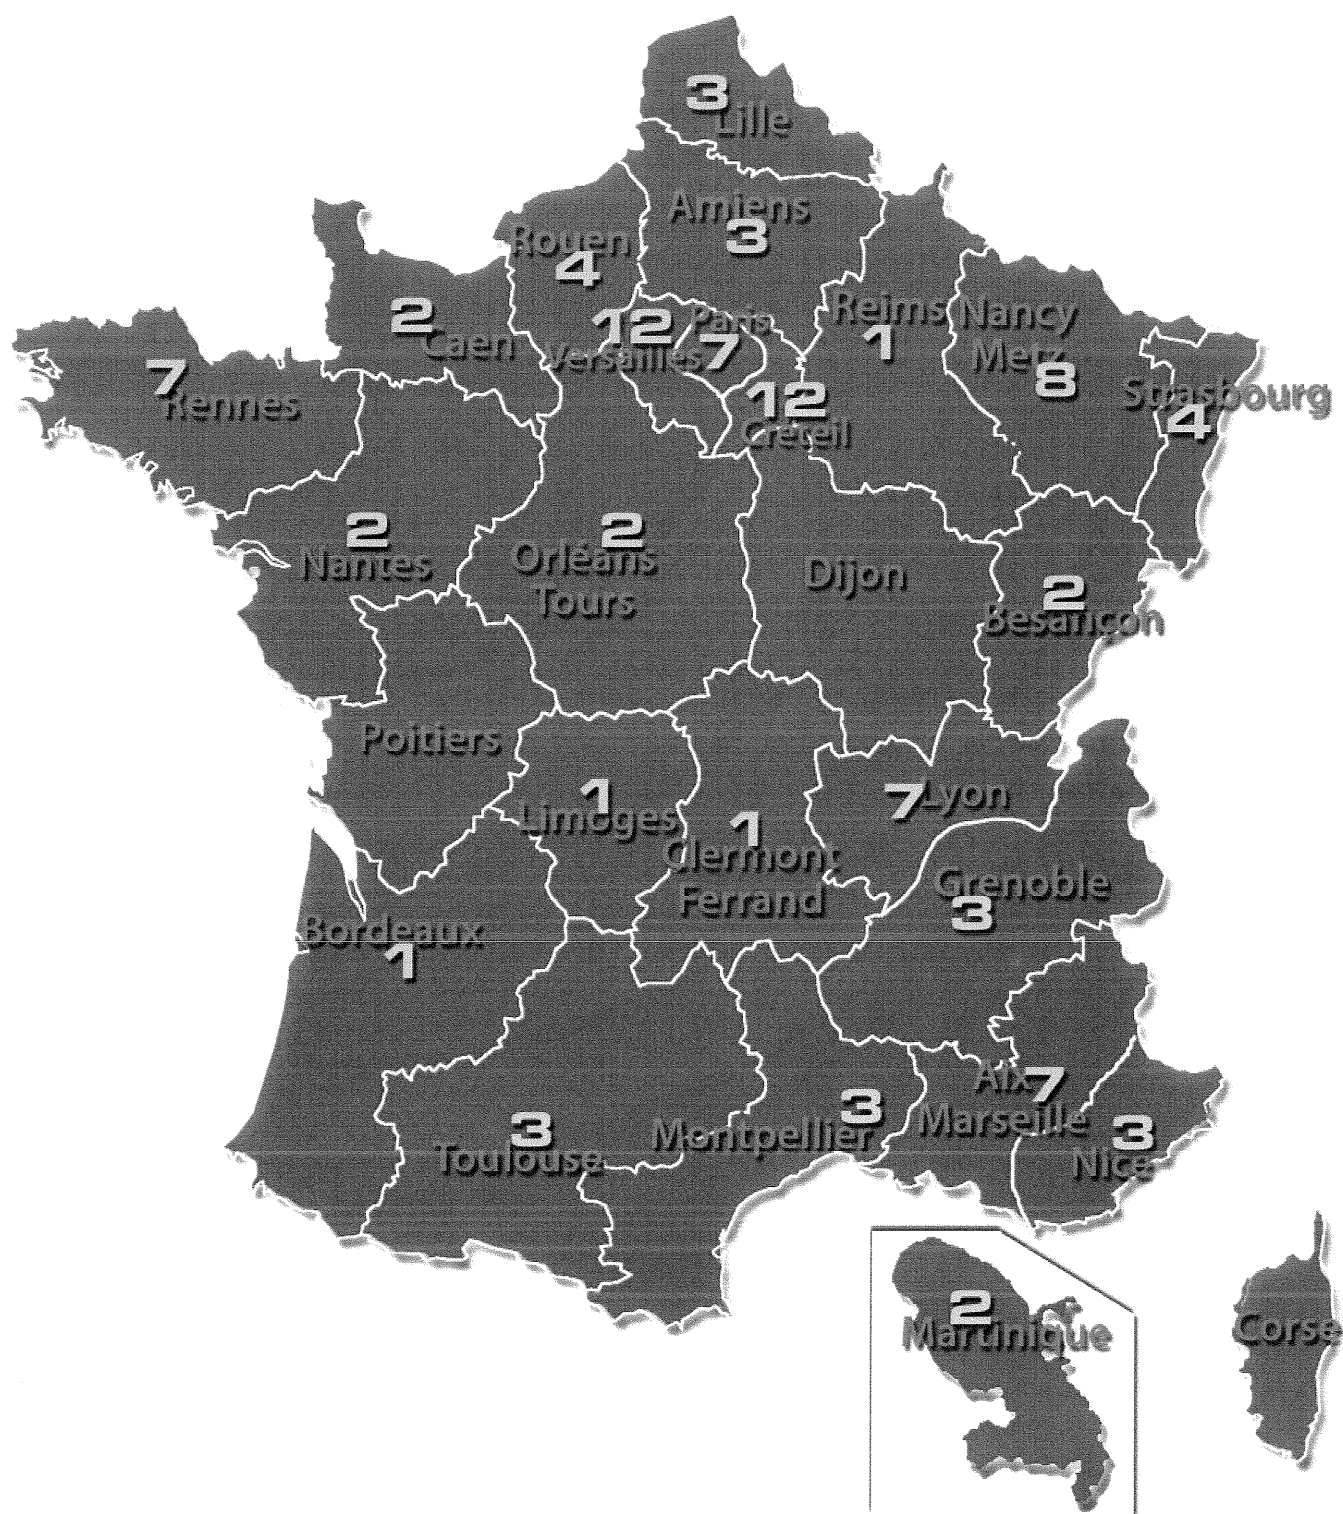 3
Lille
Amiens
3
Rouen
4
2
Caen
12
Versailles
Paris
7
Reims
1
Nancy
Metz
8
Strasbourg
4
7
Rennes
12
Créteil
2
Nantes
2
Orléans
Tours
Dijon
2
Besançon
Poitiers
1
Limoges
1
Clermont
Ferrand
7
Lyon
Grenoble
3
Bordeaux
1
3
Toulouse
3
Montpellier
Aix
7
Marseille
3
Nice
2
Martinique
Corse